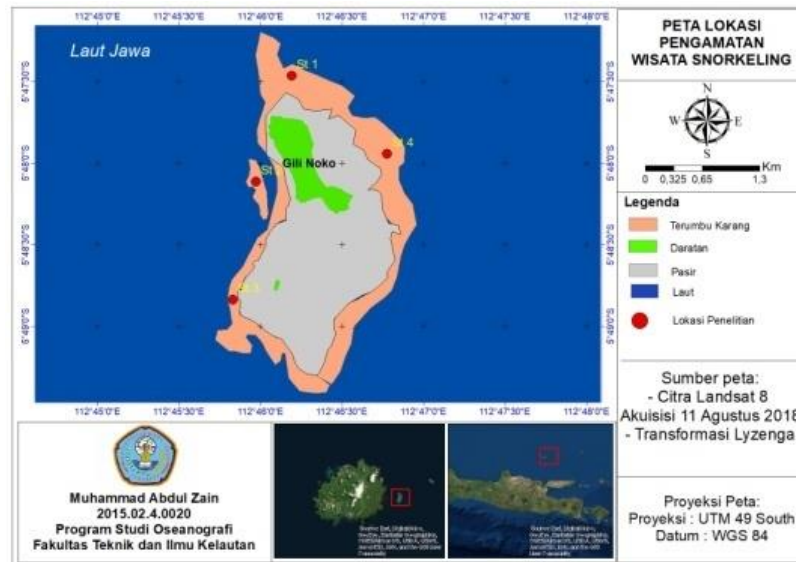 112°45'0"E 112°45'30"E 112°46'0"E 112°46'30"E 112°47'0"E 112°47'30"E 112°48'0"E
Laut Jawa
St 1
St 4
Gili Noko
5°47'30"S
5°48'0"S
5°48'30"S
5°49'0"S
5°47'30"S
5°48'0"S
5°48'30"S
5°49'0"S
112°45'0"E 112°45'30"E 112°46'0"E 112°46'30"E 112°47'0"E 112°47'30"E 112°48'0"E
PETA LOKASI
PENGAMATAN
WISATA SNORKELING
N
W E
S
Km
0 0,325 0,65 1,3
Legenda
Terumbu Karang
Daratan
Pasir
Laut
Lokasi Penelitian
Sumber peta:
- Citra Landsat 8
Akuisisi 11 Agustus 2018
- Transformasi Lyzenga
Proyeksi Peta:
Proyeksi : UTM 49 South
Datum : WGS 84
Muhammad Abdul Zain
2015.02.4.0020
Program Studi Oseanografi
Fakultas Teknik dan Ilmu Kelautan